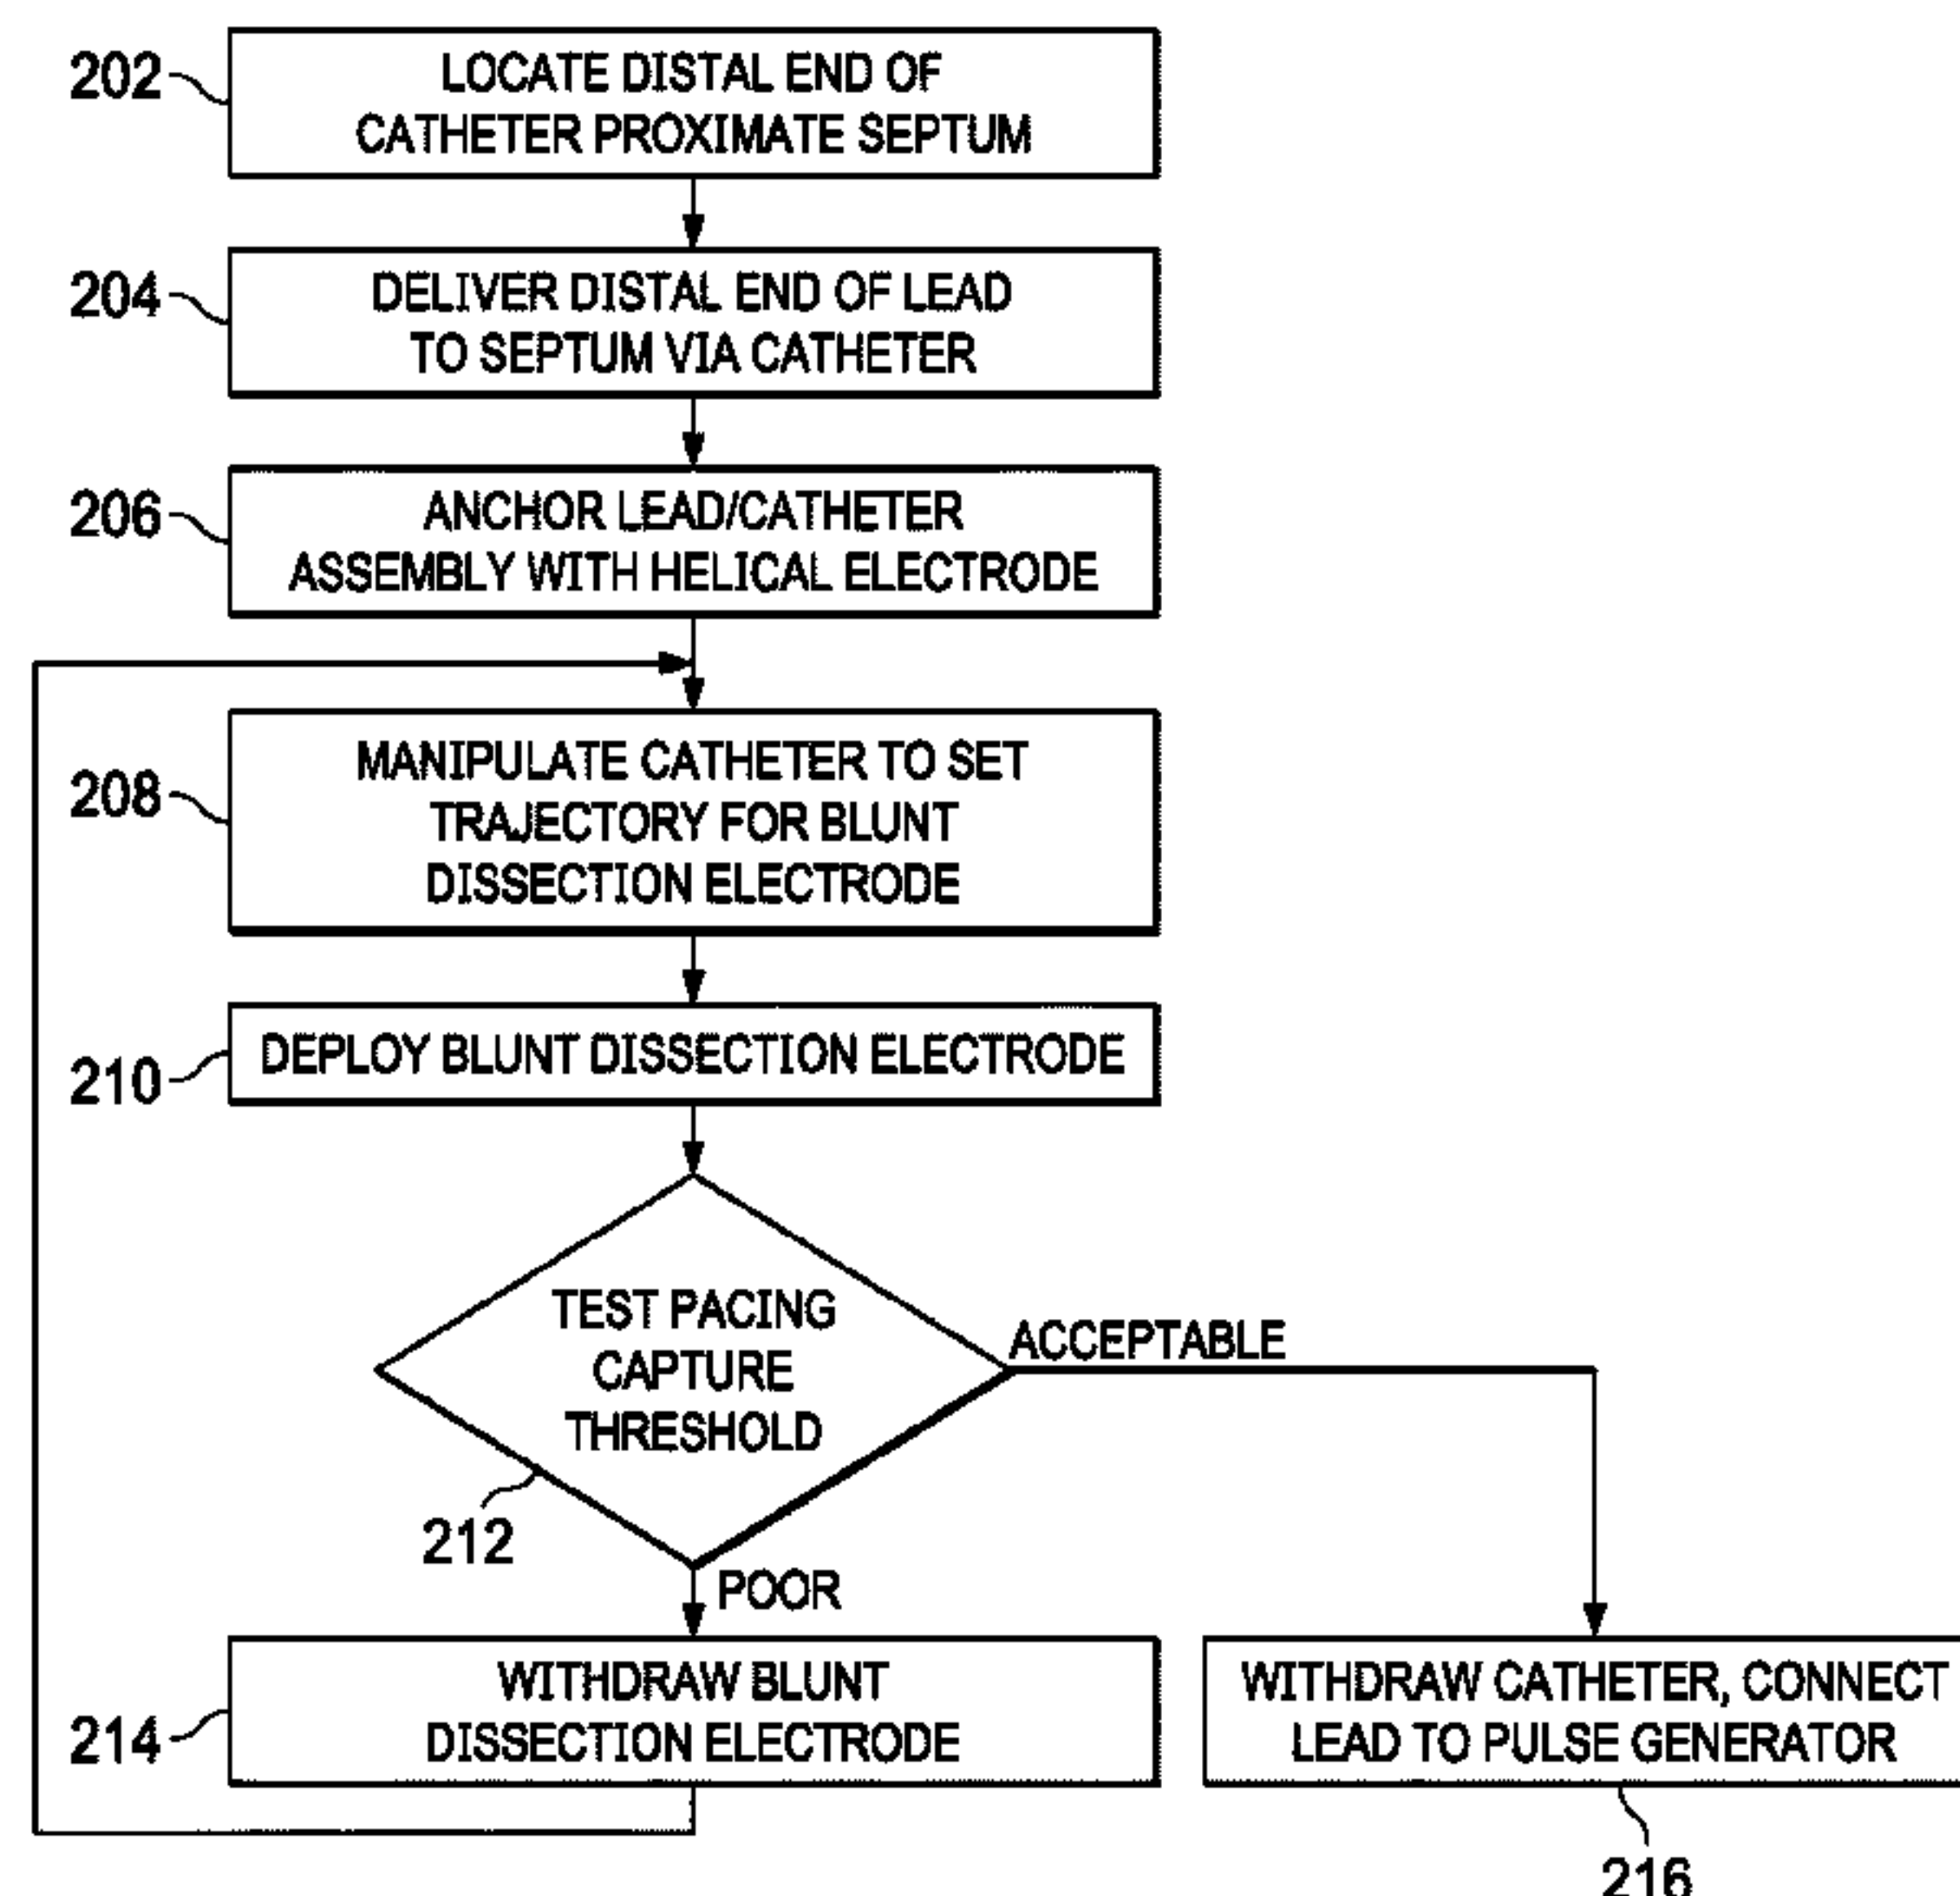 202
LOCATE DISTAL END OF
CATHETER PROXIMATE SEPTUM
204
DELIVER DISTAL END OF LEAD
TO SEPTUM VIA CATHETER
206
ANCHOR LEAD/CATHETER
ASSEMBLY WITH HELICAL ELECTRODE
208
MANIPULATE CATHETER TO SET
TRAJECTORY FOR BLUNT
DISSECTION ELECTRODE
210
DEPLOY BLUNT DISSECTION ELECTRODE
TEST PACING
CAPTURE
THRESHOLD
212
ACCEPTABLE
POOR
214
WITHDRAW BLUNT
DISSECTION ELECTRODE
WITHDRAW CATHETER, CONNECT
LEAD TO PULSE GENERATOR
216